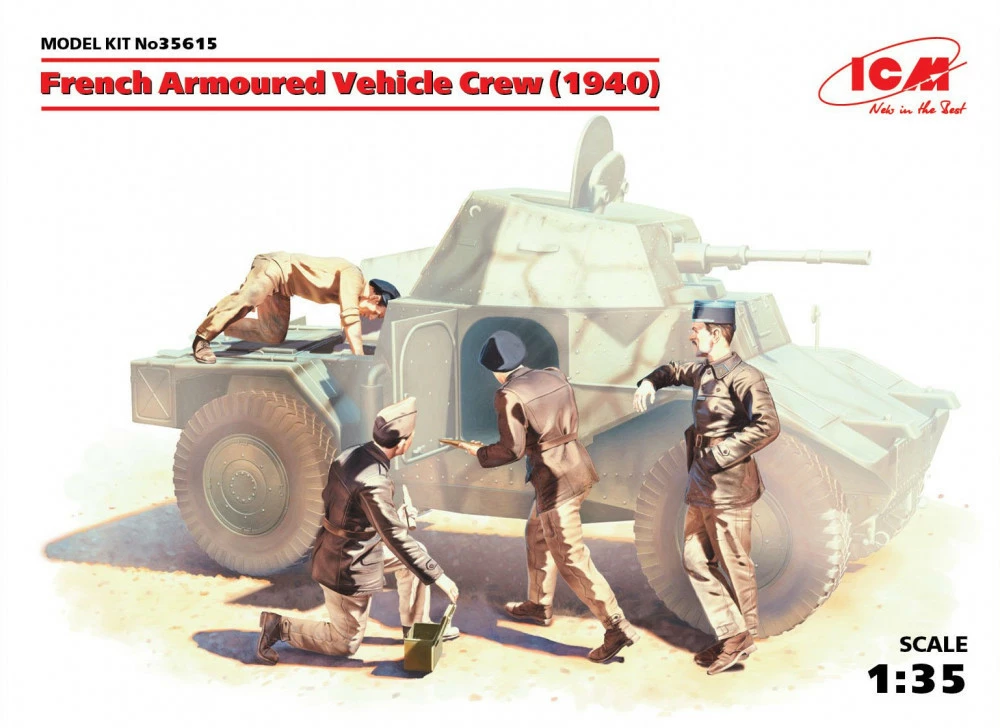 MODEL KIT No35615
French Armoured Vehicle Crew (1940)
ICM
New in the Best
SCALE
1:35